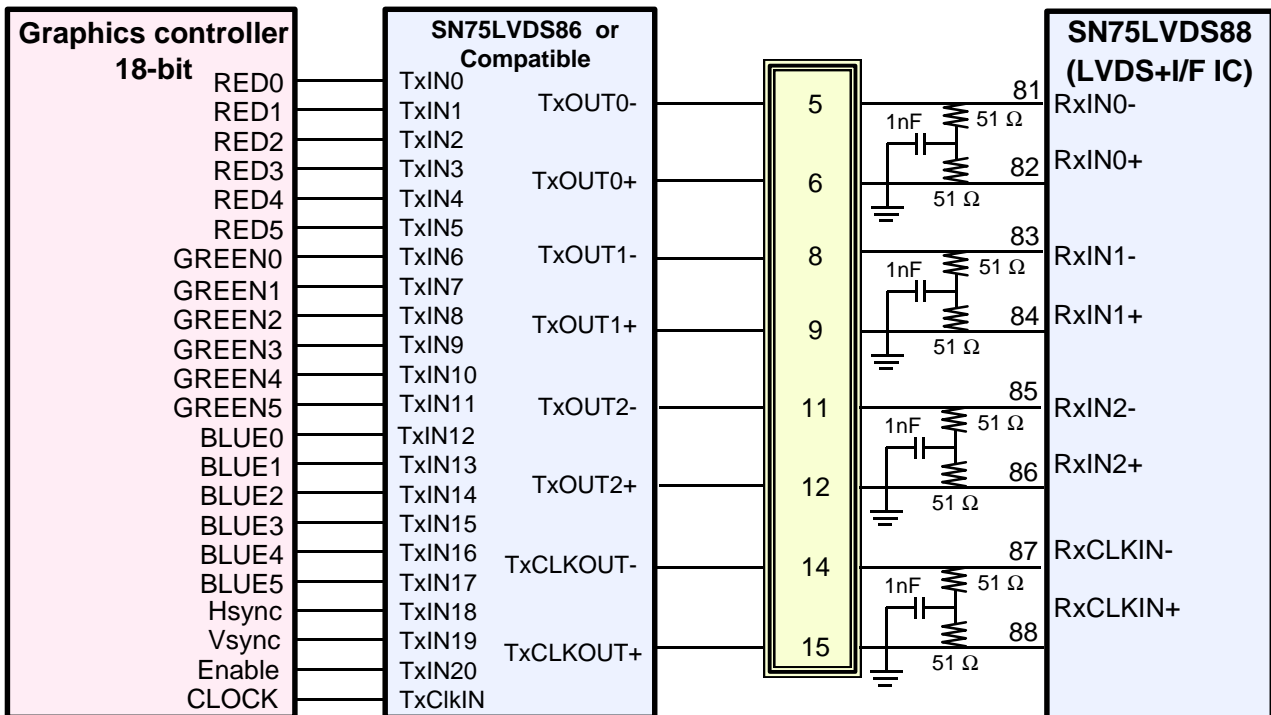 Graphics controller
18-bit
RED0
RED1
RED2
RED3
RED4
RED5
GREEN0
GREEN1
GREEN2
GREEN3
GREEN4
GREEN5
BLUE0
BLUE1
BLUE2
BLUE3
BLUE4
BLUE5
Hsync
Vsync
Enable
CLOCK
SN75LVDS86 or
Compatible
TxIN0
TxIN1
TxIN2
TxIN3
TxIN4
TxIN5
TxIN6
TxIN7
TxIN8
TxIN9
TxIN10
TxIN11
TxIN12
TxIN13
TxIN14
TxIN15
TxIN16
TxIN17
TxIN18
TxIN19
TxIN20
TxClkIN
TxOUT0-
TxOUT0+
TxOUT1-
TxOUT1+
TxOUT2-
TxOUT2+
TxCLKOUT-
TxCLKOUT+
5
6
8
9
11
12
14
15
81
1nF
51 Ω
82
51 Ω
83
1nF
51 Ω
84
51 Ω
85
1nF
51 Ω
86
51 Ω
87
1nF
51 Ω
88
51 Ω
SN75LVDS88
(LVDS+I/F IC)
RxIN0-
RxIN0+
RxIN1-
RxIN1+
RxIN2-
RxIN2+
RxCLKIN-
RxCLKIN+